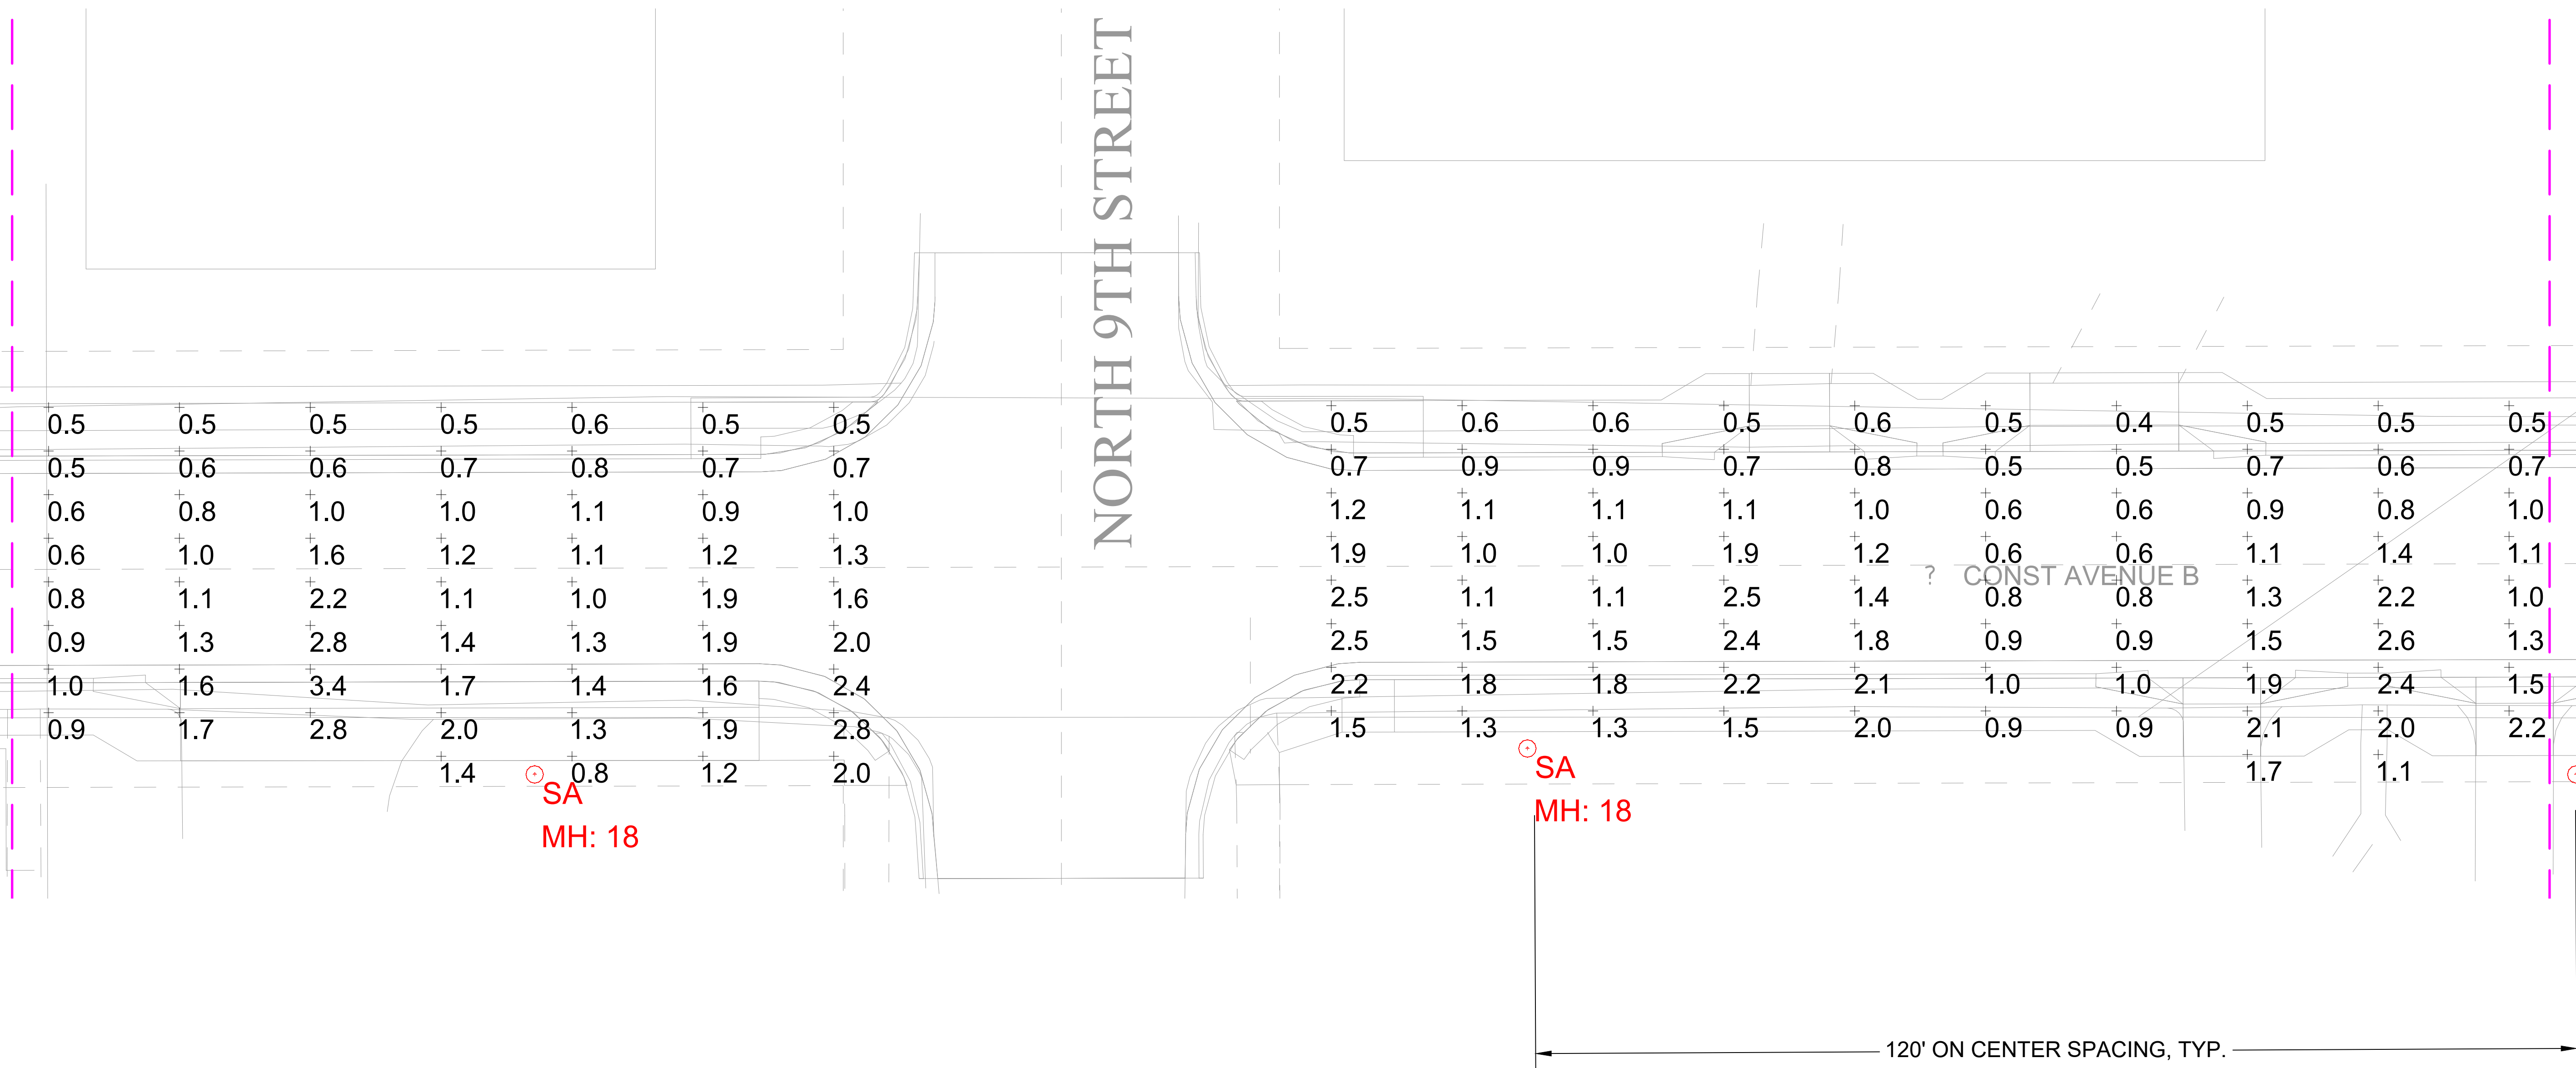 NORTH 9TH STREET
0.5 0.5 0.5 0.5 0.6 0.5 0.5 0.5 0.6 0.6 0.5 0.6 0.5 0.4 0.5 0.5 0.5
0.5 0.6 0.6 0.7 0.8 0.7 0.7 0.7 0.9 0.9 0.7 0.8 0.5 0.5 0.7 0.6 0.7
0.6 0.8 1.0 1.0 1.1 0.9 1.0 1.2 1.1 1.1 1.1 1.0 0.6 0.6 0.9 0.8 1.0
0.6 1.0 1.6 1.2 1.1 1.2 1.3 1.9 1.0 1.0 1.9 1.2 0.6 0.6 1.1 1.4 1.1
? CONST AVENUE B
0.8 1.1 2.2 1.1 1.0 1.9 1.6 2.5 1.1 1.1 2.5 1.4 0.8 0.8 1.3 2.2 1.0
0.9 1.3 2.8 1.4 1.3 1.9 2.0 2.5 1.5 1.5 2.4 1.8 0.9 0.9 1.5 2.6 1.3
1.0 1.6 3.4 1.7 1.4 1.6 2.4 2.2 1.8 1.8 2.2 2.1 1.0 1.0 1.9 2.4 1.5
0.9 1.7 2.8 2.0 1.3 1.9 2.8 1.5 1.3 1.3 1.5 2.0 0.9 0.9 2.1 2.0 2.2
1.4 0.8 1.2 2.0 1.7 1.1
SA
MH: 18
SA
MH: 18
120' ON CENTER SPACING, TYP.